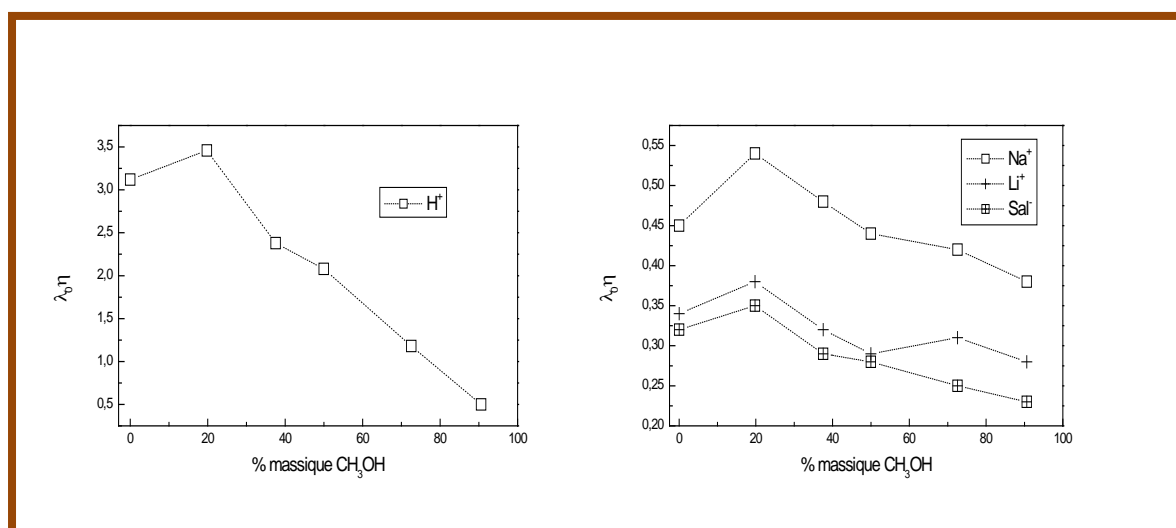 3,5
3,0
2,5
2,0
1,5
1,0
0,5
λ₀η
H⁺
0 20 40 60 80 100
% massique CH₃OH
0,55
0,50
0,45
0,40
0,35
0,30
0,25
0,20
λ₀η
Na⁺
Li⁺
Sal⁻
0 20 40 60 80 100
% massique CH₃OH